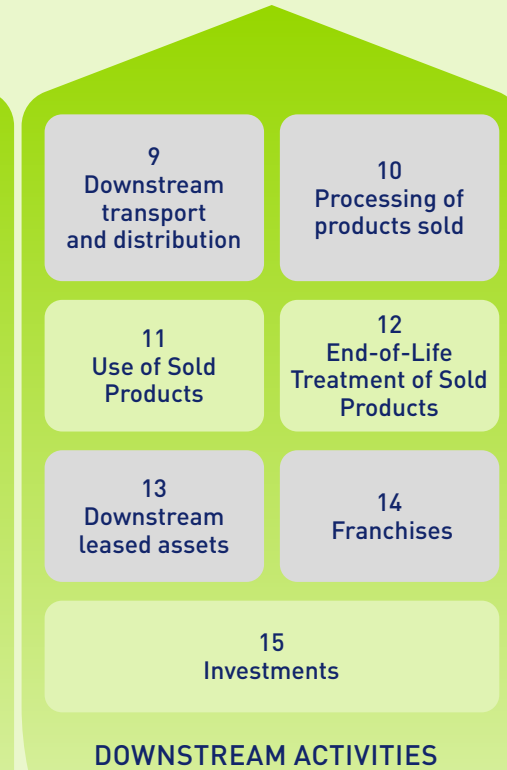 9
Downstream
transport
and distribution
10
Processing of
products sold
11
Use of Sold
Products
12
End-of-Life
Treatment of Sold
Products
13
Downstream
leased assets
14
Franchises
15
Investments
DOWNSTREAM ACTIVITIES